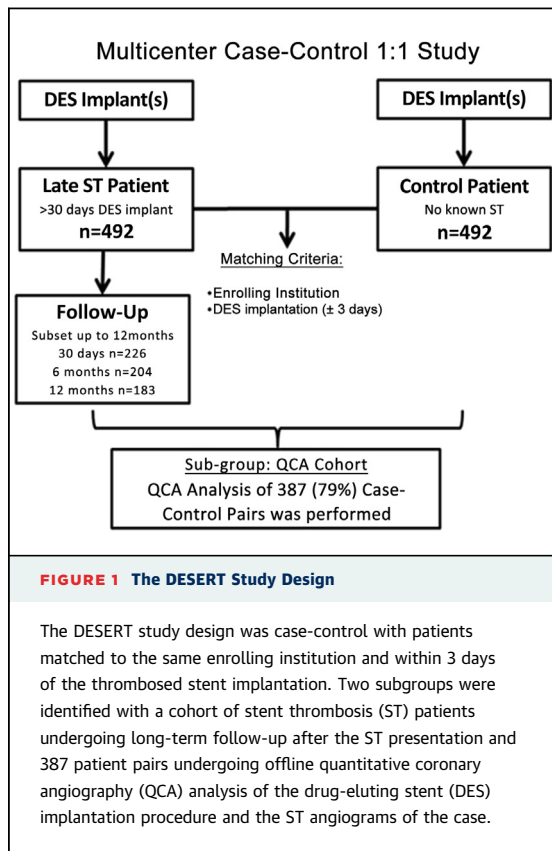 Multicenter Case-Control 1:1 Study
DES Implant(s)
DES Implant(s)
Late ST Patient
>30 days DES implant
n=492
Control Patient
No known ST
n=492
Matching Criteria:
•Enrolling Institution
•DES implantation (± 3 days)
Follow-Up
Subset up to 12months
30 days n=226
6 months n=204
12 months n=183
Sub-group: QCA Cohort
QCA Analysis of 387 (79%) Case-
Control Pairs was performed
FIGURE 1 The DESERT Study Design
The DESERT study design was case-control with patients
matched to the same enrolling institution and within 3 days
of the thrombosed stent implantation. Two subgroups were
identified with a cohort of stent thrombosis (ST) patients
undergoing long-term follow-up after the ST presentation and
387 patient pairs undergoing offline quantitative coronary
angiography (QCA) analysis of the drug-eluting stent (DES)
implantation procedure and the ST angiograms of the case.